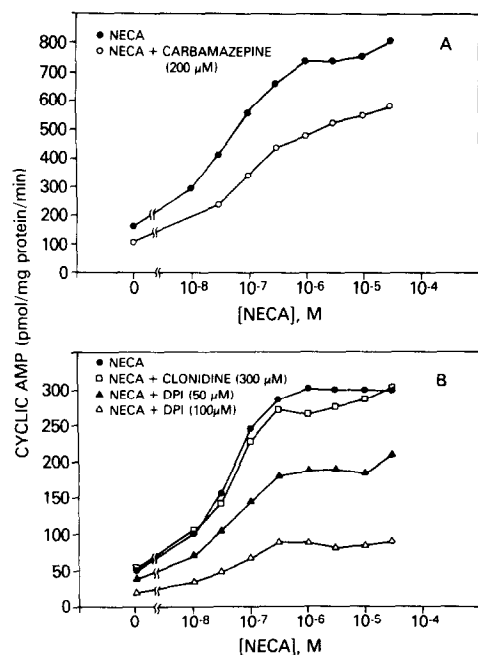 CYCLIC AMP (pmol/mg protein/min)
A
● NECA
○ NECA + CARBAMAZEPINE
(200 μM)
800
700
600
500
400
300
200
100
0
0 10⁻⁸ 10⁻⁷ 10⁻⁶ 10⁻⁵ 10⁻⁴
[NECA], M
B
● NECA
□ NECA + CLONIDINE (300 μM)
▲ NECA + DPI (50 μM)
△ NECA + DPI (100μM)
300
250
200
150
100
50
0
0 10⁻⁸ 10⁻⁷ 10⁻⁶ 10⁻⁵ 10⁻⁴
[NECA], M